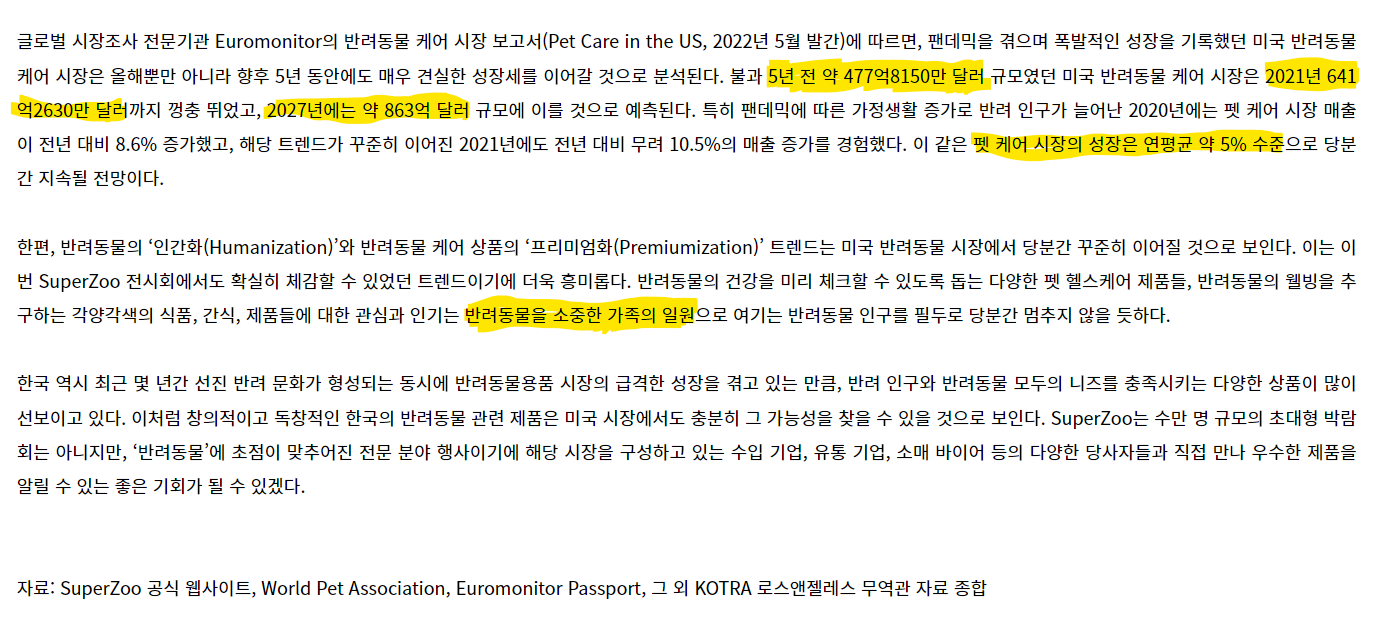 글로벌 시장조사 전문기관 Euromonitor의 반려동물 케어 시장 보고서(Pet Care in the US, 2022년 5월 발간)에 따르면, 팬데믹을 겪으며 폭발적인 성장을 기록했던 미국 반려동물
케어 시장은 올해뿐만 아니라 향후 5년 동안에도 매우 견실한 성장세를 이어갈 것으로 분석된다. 불과 5년 전 약 477억8150만 달러 규모였던 미국 반려동물 케어 시장은 2021년 641
억2630만 달러까지 껑충 뛰었고, 2027년에는 약 863억 달러 규모에 이를 것으로 예측된다. 특히 팬데믹에 따른 가정생활 증가로 반려 인구가 늘어난 2020년에는 펫 케어 시장 매출
이 전년 대비 8.6% 증가했고, 해당 트렌드가 꾸준히 이어진 2021년에도 전년 대비 무려 10.5%의 매출 증가를 경험했다. 이 같은 펫 케어 시장의 성장은 연평균 약 5% 수준으로 당분
간 지속될 전망이다.
한편, 반려동물의 ‘인간화(Humanization)’와 반려동물 케어 상품의 ‘프리미엄화(Premiumization)’ 트렌드는 미국 반려동물 시장에서 당분간 꾸준히 이어질 것으로 보인다. 이는 이
번 SuperZoo 전시회에서도 확실히 체감할 수 있었던 트렌드이기에 더욱 흥미롭다. 반려동물의 건강을 미리 체크할 수 있도록 돕는 다양한 펫 헬스케어 제품들, 반려동물의 웰빙을 추
구하는 각양각색의 식품, 간식, 제품들에 대한 관심과 인기는 반려동물을 소중한 가족의 일원으로 여기는 반려동물 인구를 필두로 당분간 멈추지 않을 듯하다.
한국 역시 최근 몇 년간 선진 반려 문화가 형성되는 동시에 반려동물용품 시장의 급격한 성장을 겪고 있는 만큼, 반려 인구와 반려동물 모두의 니즈를 충족시키는 다양한 상품이 많이
선보이고 있다. 이처럼 창의적이고 독창적인 한국의 반려동물 관련 제품은 미국 시장에서도 충분히 그 가능성을 찾을 수 있을 것으로 보인다. SuperZoo는 수만 명 규모의 초대형 박람
회는 아니지만, ‘반려동물’에 초점이 맞추어진 전문 분야 행사이기에 해당 시장을 구성하고 있는 수입 기업, 유통 기업, 소매 바이어 등의 다양한 당사자들과 직접 만나 우수한 제품을
알릴 수 있는 좋은 기회가 될 수 있겠다.
자료: SuperZoo 공식 웹사이트, World Pet Association, Euromonitor Passport, 그 외 KOTRA 로스앤젤레스 무역관 자료 종합